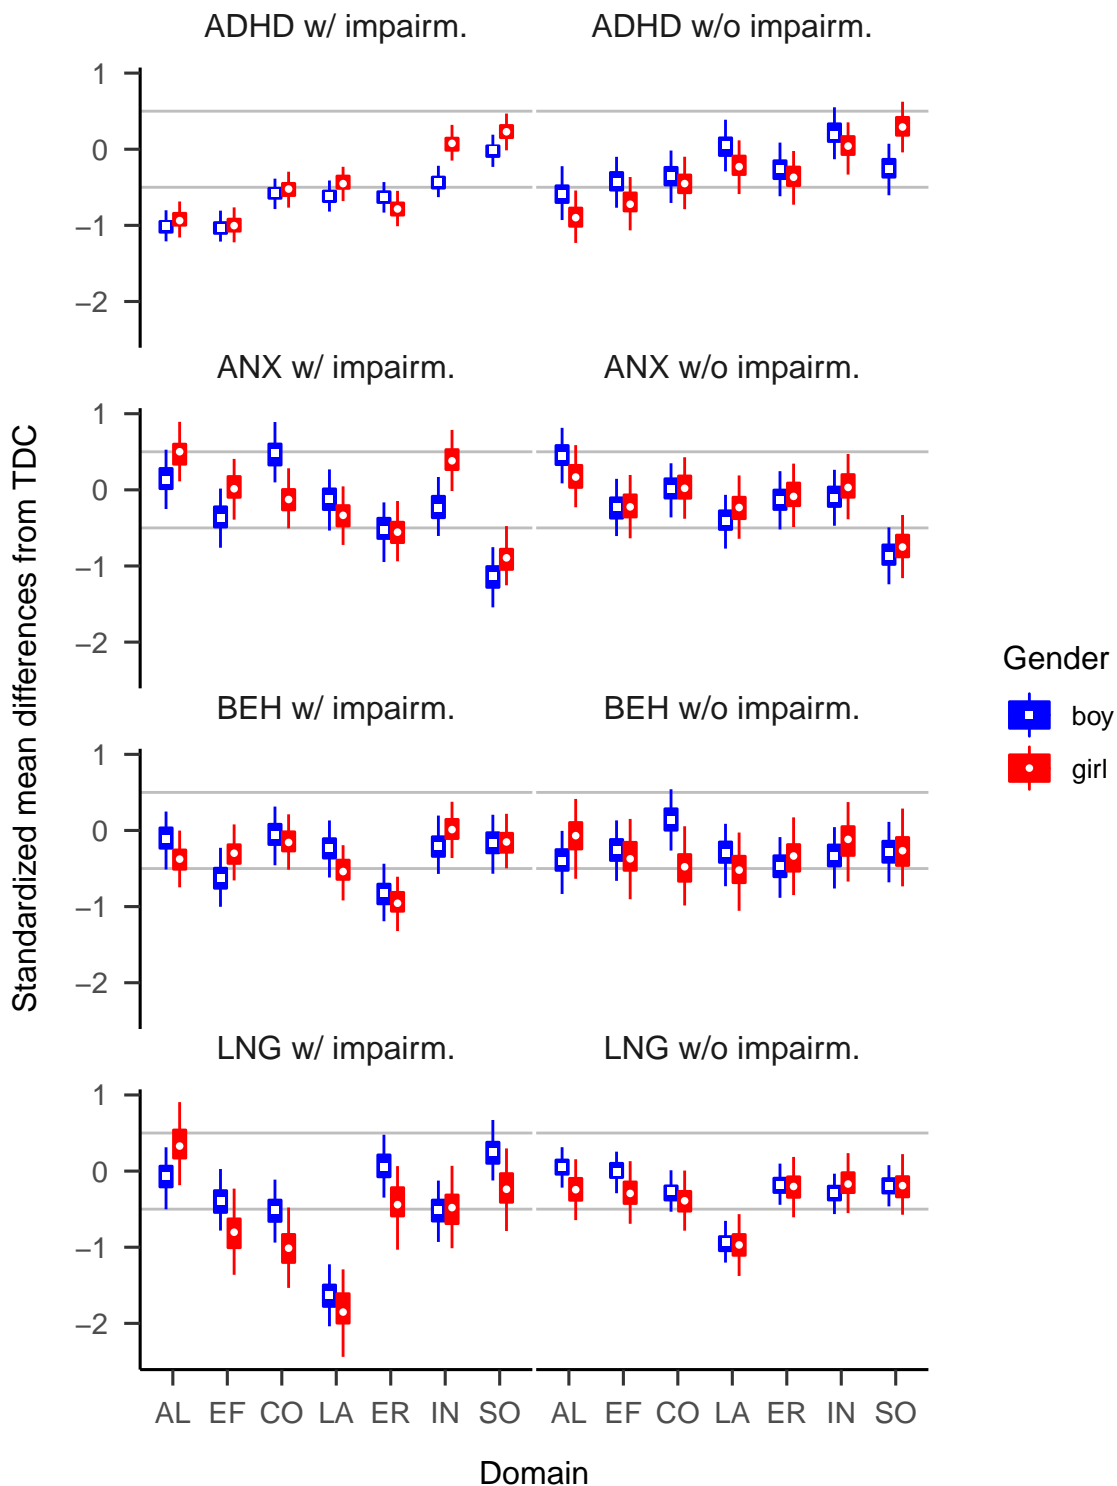 ADHD w/ impairm.
ADHD w/o impairm.
1
0
−1
−2
ANX w/ impairm.
ANX w/o impairm.
1
0
−1
−2
BEH w/ impairm.
BEH w/o impairm.
1
0
−1
−2
LNG w/ impairm.
LNG w/o impairm.
1
0
−1
−2
AL EF CO LA ER IN SO
AL EF CO LA ER IN SO
Domain
Standardized mean differences from TDC
Gender
boy
girl